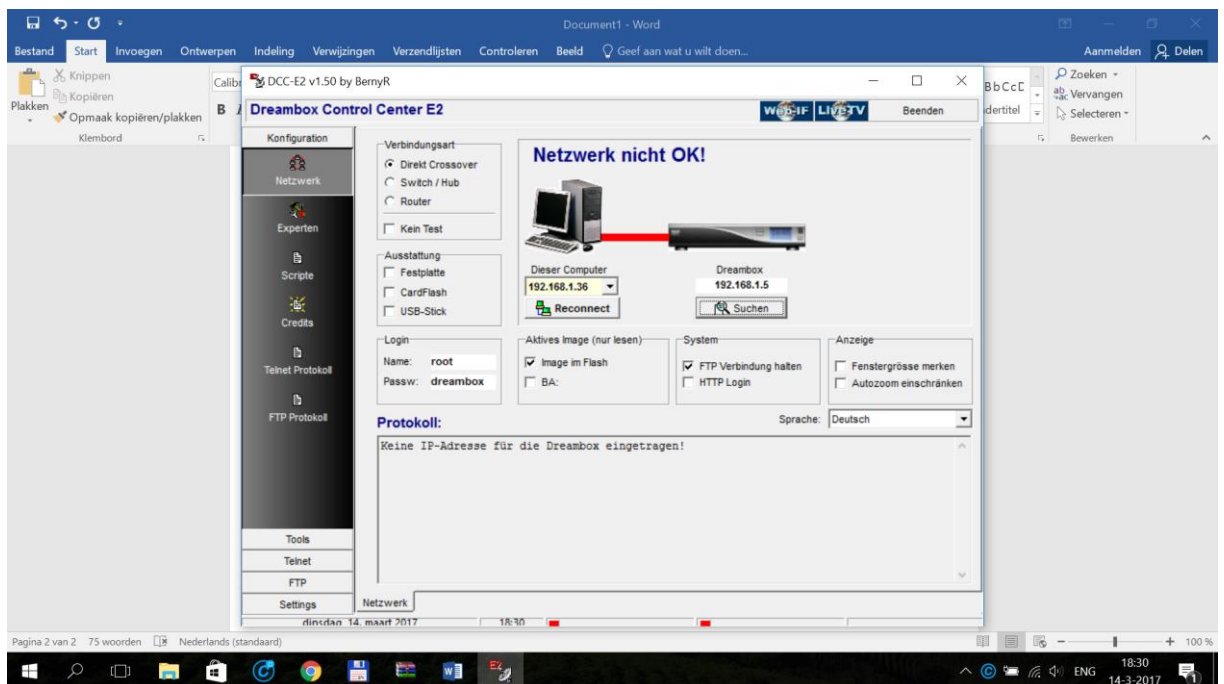 Document1 - Word
Bestand Start Invoegen Ontwerpen Indeling Verwijzingen Verzendlijsten Controleren Beeld Geef aan wat u wilt doen... Aanmelden Delen
Plakken
Knippen
Kopiëren
Opmaak kopiëren/plakken
Klembord
Calibr
B
BbCcD
dertitel
Zoeken
Vervangen
Selecteren
Bewerken
DCC-E2 v1.50 by BernyR
Dreambox Control Center E2
Web-IF LiveTV Beenden
Konfiguration
Netzwerk
Experten
Scripte
Credits
Telnet Protokoll
FTP Protokoll
Tools
Telnet
FTP
Settings
Verbindungsart
Direkt Crossover
Switch / Hub
Router
Kein Test
Ausstattung
Festplatte
CardFlash
USB-Stick
Netzwerk nicht OK!
Dieser Computer
192.168.1.36
Reconnect
Dreambox
192.168.1.5
Suchen
Login
Name: root
Passw: dreambox
Aktives Image (nur lesen)
Image im Flash
BA:
System
FTP Verbindung halten
HTTP Login
Anzeige
Fenstergrösse merken
Autozoom einschränken
Protokoll:
Sprache: Deutsch
Keine IP-Adresse für die Dreambox eingetragen!
Netzwerk
dinsdag 14. maart 2017 18:30
Pagina 2 van 2 75 woorden Nederlands (standaard) 100 %
ENG
18:30
14-3-2017